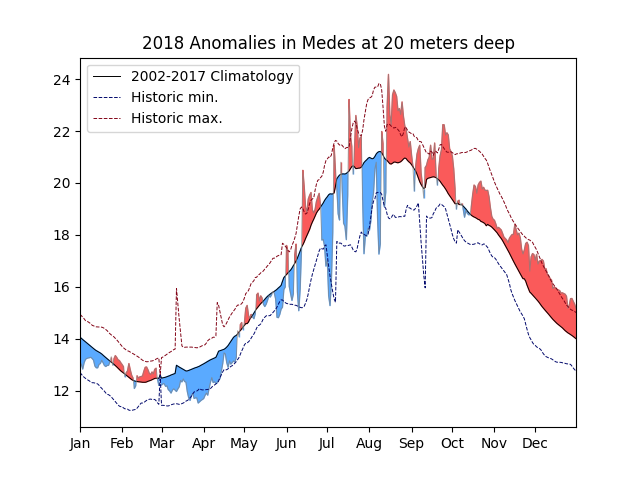 2018 Anomalies in Medes at 20 meters deep
2002-2017 Climatology
Historic min.
Historic max.
24
22
20
18
16
14
12
Jan Feb Mar Apr May Jun Jul Aug Sep Oct Nov Dec